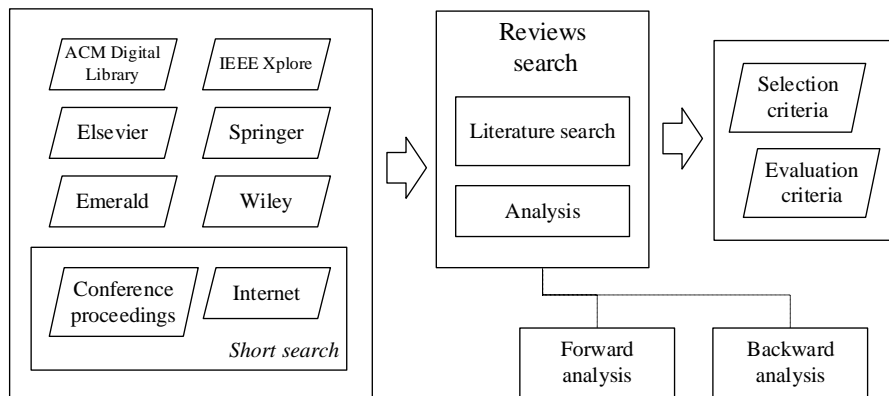 ACM Digital
Library
IEEE Xplore
Elsevier
Springer
Emerald
Wiley
Conference
proceedings
Internet
Short search
Reviews
search
Literature search
Analysis
Selection
criteria
Evaluation
criteria
Forward
analysis
Backward
analysis